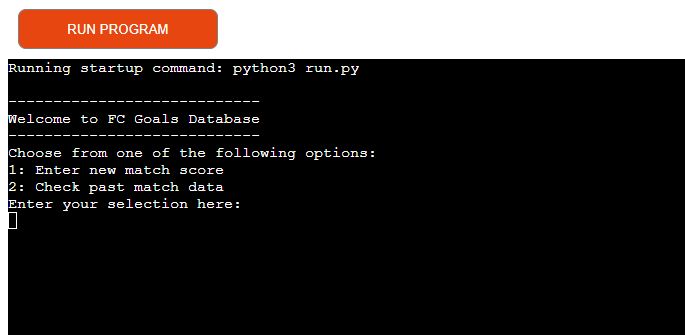 RUN PROGRAM
Running startup command: python3 run.py
----------------------------
Welcome to FC Goals Database
----------------------------
Choose from one of the following options:
1: Enter new match score
2: Check past match data
Enter your selection here: